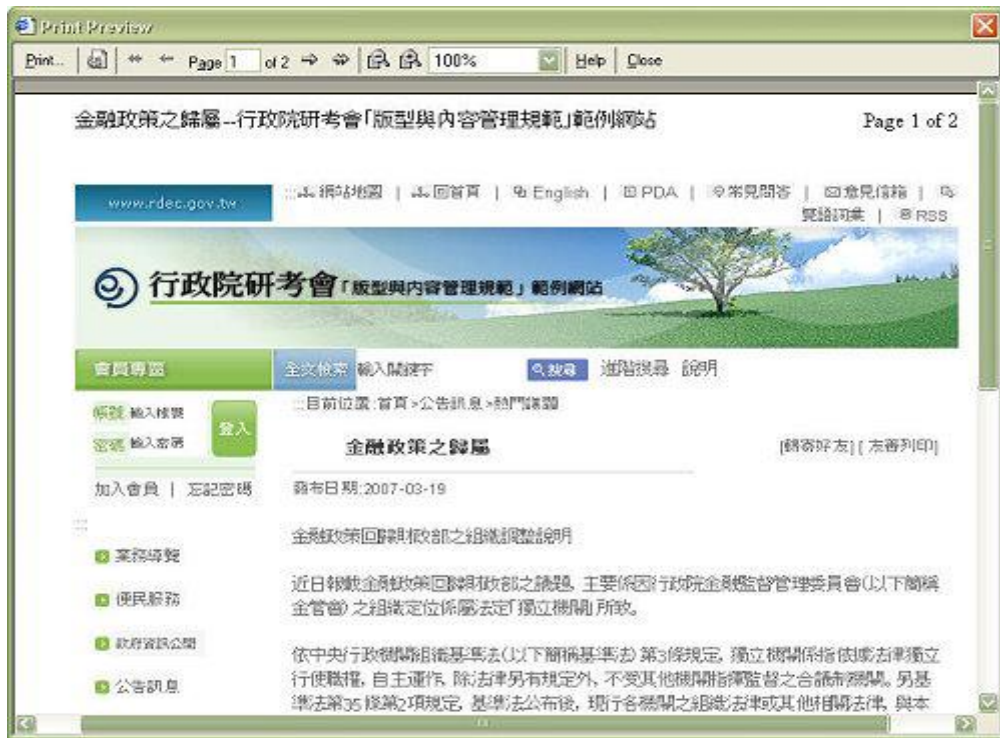 Print Preview
Print... Page 1 of 2 100% Help Close
金融政策之歸屬--行政院研考會「版型與內容管理規範」範例網站 Page 1 of 2
www.rdec.gov.tw
:::網站地圖 | 回首頁 | English | PDA | 常見問答 | 意見信箱 |
雙語詞彙 | RSS
行政院研考會「版型與內容管理規範」範例網站
會員專區
全文檢索 輸入關鍵字 搜尋 進階搜尋 說明
帳號 輸入帳號
密碼 輸入密碼
登入
加入會員 | 忘記密碼
:::
業務導覽
便民服務
政府資訊公開
公告訊息
:::目前位置:首頁>公告訊息>熱門議題
金融政策之歸屬 [轉寄好友] [友善列印]
發布日期:2007-03-19
金融政策回歸財政部之組織調整說明
近日報載金融政策回歸財政部之議題, 主要係因行政院金融監督管理委員會(以下簡稱
金管會) 之組織定位係屬法定「獨立機關」所致。
依中央行政機關組織基準法(以下簡稱基準法) 第3條規定, 獨立機關係指依據法律獨立
行使職權, 自主運作, 除法律另有規定外, 不受其他機關指揮監督之合議制機關。另基
準法第35 條第2項規定, 基準法公布後, 現行各機關之組織法律或其他相關法律, 與本